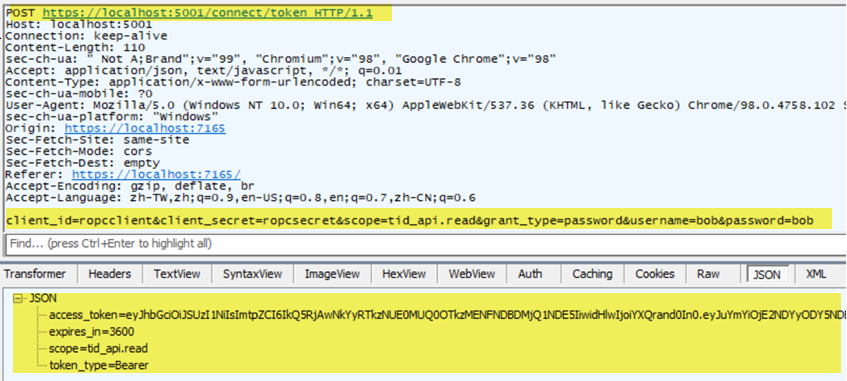 POST https://localhost:5001/connect/token HTTP/1.1
Host: localhost:5001
Connection: keep-alive
Content-Length: 110
sec-ch-ua: " Not A;Brand";v="99", "Chromium";v="98", "Google Chrome";v="98"
Accept: application/json, text/javascript, */*; q=0.01
Content-Type: application/x-www-form-urlencoded; charset=UTF-8
sec-ch-ua-mobile: ?0
User-Agent: Mozilla/5.0 (Windows NT 10.0; Win64; x64) AppleWebKit/537.36 (KHTML, like Gecko) Chrome/98.0.4758.102 S
sec-ch-ua-platform: "Windows"
Origin: https://localhost:7165
Sec-Fetch-Site: same-site
Sec-Fetch-Mode: cors
Sec-Fetch-Dest: empty
Referer: https://localhost:7165/
Accept-Encoding: gzip, deflate, br
Accept-Language: zh-TW,zh;q=0.9,en-US;q=0.8,en;q=0.7,zh-CN;q=0.6
client_id=ropcclient&client_secret=ropcsecret&scope=tid_api.read&grant_type=password&username=bob&password=bob
Find... (press Ctrl+Enter to highlight all)
Transformer Headers TextView SyntaxView ImageView HexView WebView Auth Caching Cookies Raw JSON XML
JSON
access_token=
expires_in=3600
scope=tid_api.read
token_type=Bearer